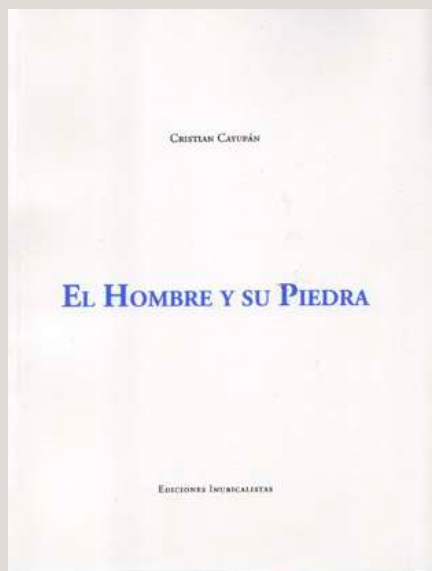 Cristian Cayupán
El Hombre y su Piedra
Ediciones Inubicalistas